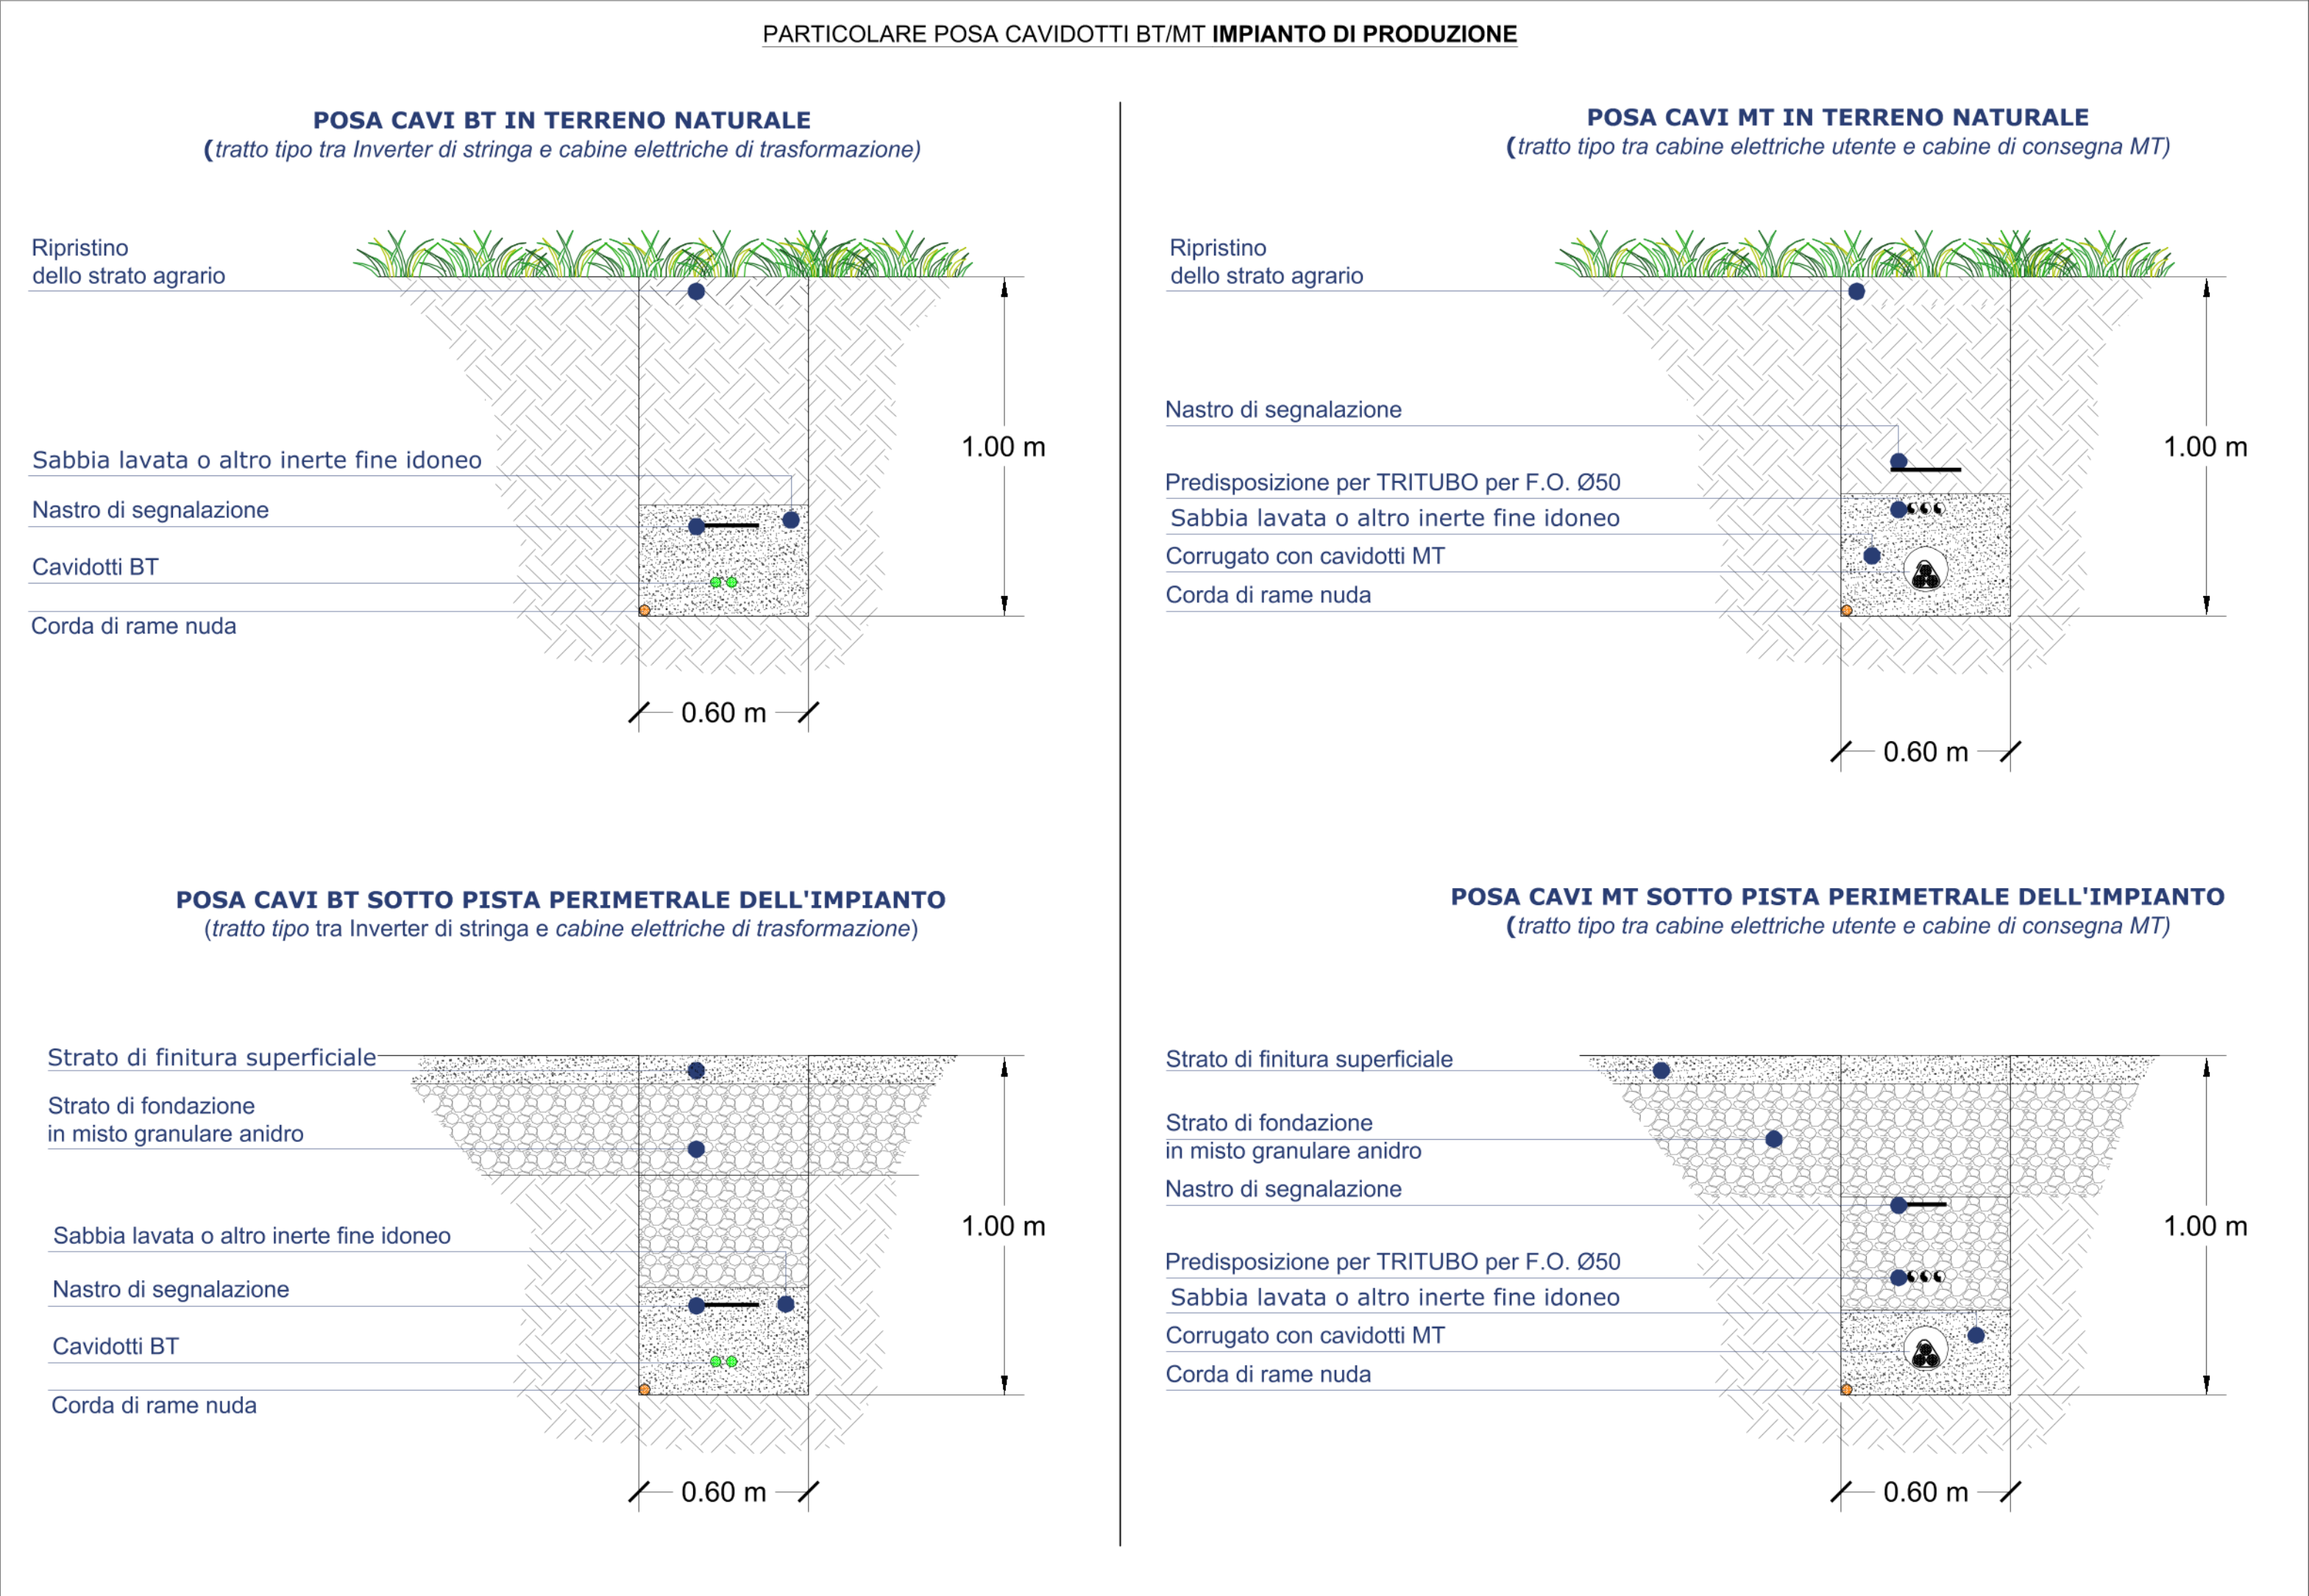 PARTICOLARE POSA CAVIDOTTI BT/MT IMPIANTO DI PRODUZIONE
POSA CAVI BT IN TERRENO NATURALE
(tratto tipo tra Inverter di stringa e cabine elettriche di trasformazione)
Ripristino
dello strato agrario
Sabbia lavata o altro inerte fine idoneo
Nastro di segnalazione
Cavidotti BT
Corda di rame nuda
1.00 m
0.60 m
POSA CAVI MT IN TERRENO NATURALE
(tratto tipo tra cabine elettriche utente e cabine di consegna MT)
Ripristino
dello strato agrario
Nastro di segnalazione
Predisposizione per TRITUBO per F.O. Ø50
Sabbia lavata o altro inerte fine idoneo
Corrugato con cavidotti MT
Corda di rame nuda
1.00 m
0.60 m
POSA CAVI BT SOTTO PISTA PERIMETRALE DELL'IMPIANTO
(tratto tipo tra Inverter di stringa e cabine elettriche di trasformazione)
Strato di finitura superficiale
Strato di fondazione
in misto granulare anidro
Sabbia lavata o altro inerte fine idoneo
Nastro di segnalazione
Cavidotti BT
Corda di rame nuda
1.00 m
0.60 m
POSA CAVI MT SOTTO PISTA PERIMETRALE DELL'IMPIANTO
(tratto tipo tra cabine elettriche utente e cabine di consegna MT)
Strato di finitura superficiale
Strato di fondazione
in misto granulare anidro
Nastro di segnalazione
Predisposizione per TRITUBO per F.O. Ø50
Sabbia lavata o altro inerte fine idoneo
Corrugato con cavidotti MT
Corda di rame nuda
1.00 m
0.60 m